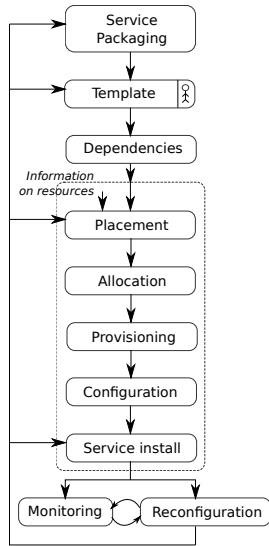 Service
Packaging
Template
Dependencies
Information
on resources
Placement
Allocation
Provisioning
Configuration
Service install
Monitoring
Reconfiguration